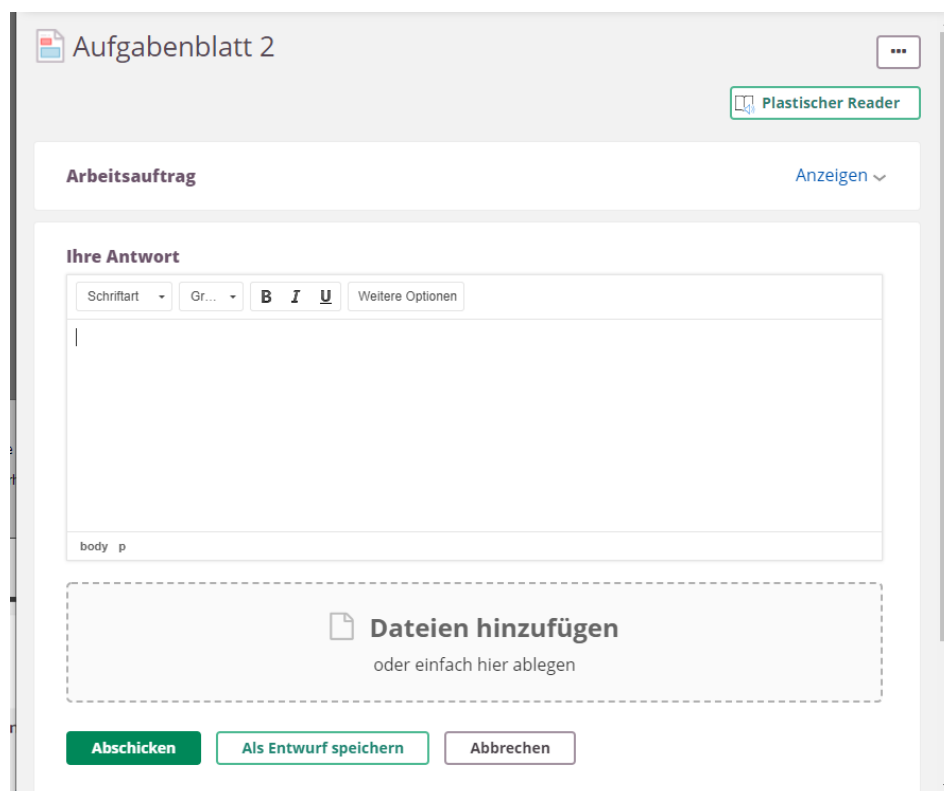 Aufgabenblatt 2
Plastischer Reader
Arbeitsauftrag
Anzeigen
Ihre Antwort
Schriftart Gr... B I U Weitere Optionen
body p
Dateien hinzufügen
oder einfach hier ablegen
Abschicken Als Entwurf speichern Abbrechen